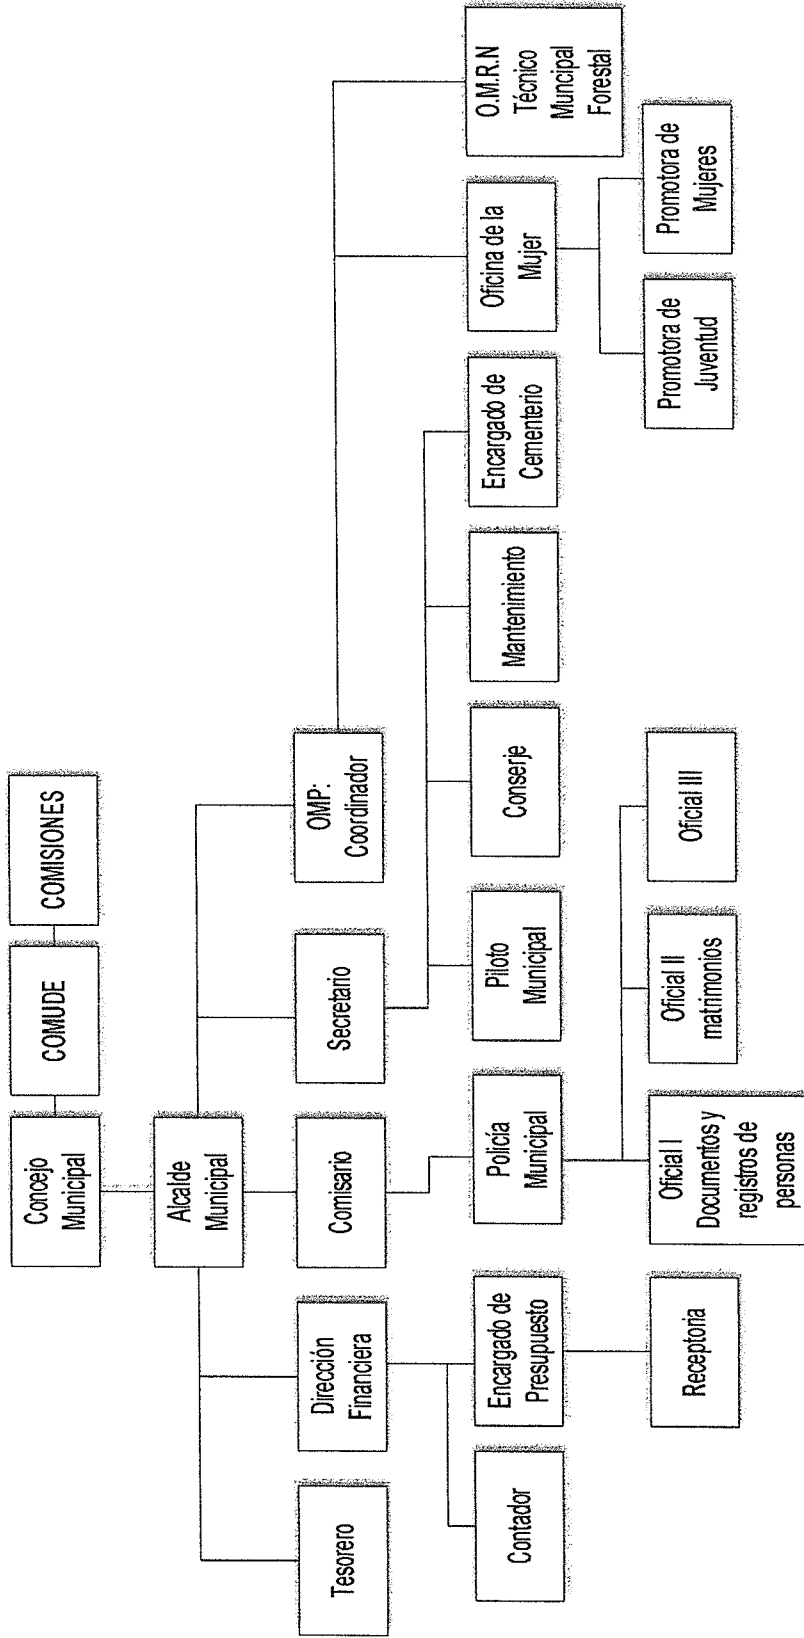 Concejo
Municipal
COMUDE
COMISIONES
Alcalde
Municipal
Tesorero
Dirección
Financiera
Comisario
Secretario
OMP:
Coordinador
Contador
Encargado de
Presupuesto
Policía
Municipal
Piloto
Municipal
Conserje
Mantenimiento
Encargado de
Cementerio
Oficina de la
Mujer
O.M.R.N
Técnico
Muncipal
Forestal
Receptoria
Oficial I
Documentos y
registros de
personas
Oficial II
matrimonios
Oficial III
Promotora de
Juventud
Promotora de
Mujeres